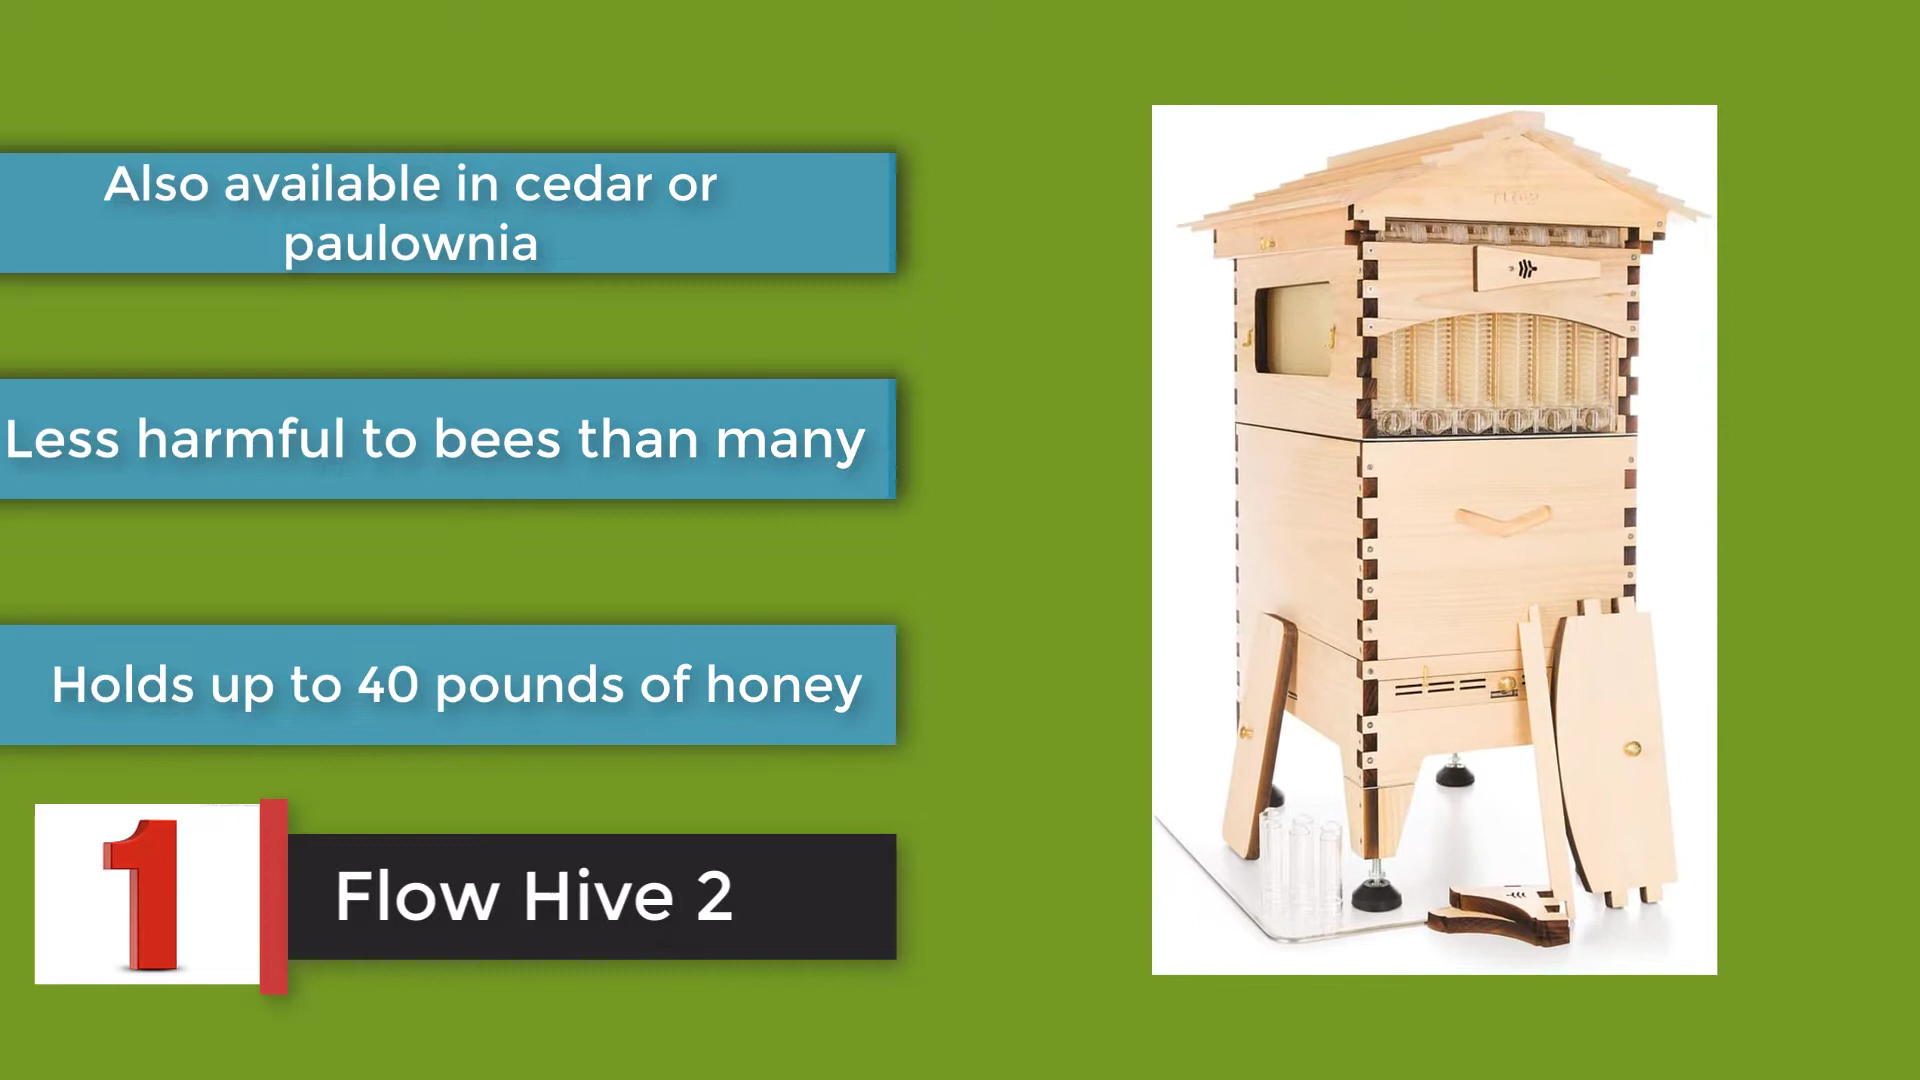 Also available in cedar or
paulownia
Less harmful to bees than many
Holds up to 40 pounds of honey
1
Flow Hive 2